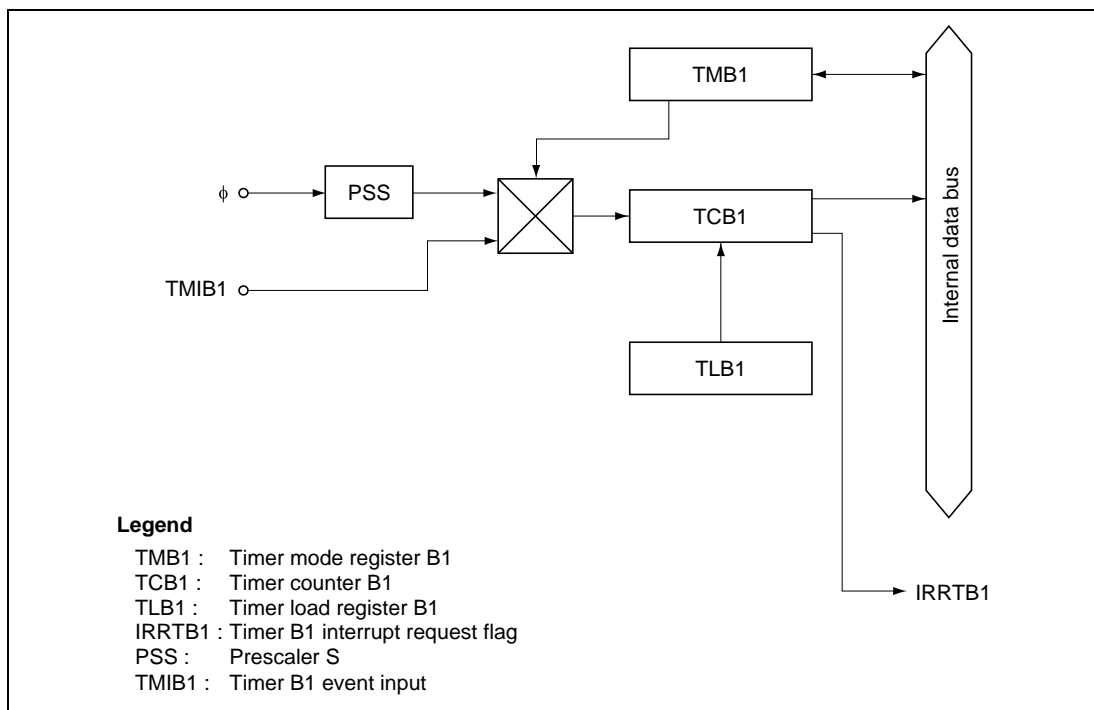 TMB1
φ
PSS
TCB1
TMIB1
TLB1
Internal data bus
IRRTB1
Legend
TMB1 : Timer mode register B1
TCB1 : Timer counter B1
TLB1 : Timer load register B1
IRRTB1 : Timer B1 interrupt request flag
PSS : Prescaler S
TMIB1 : Timer B1 event input